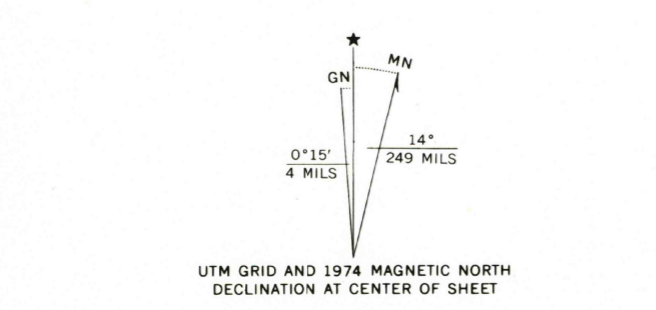 ★
MN
GN
14°
249 MILS
0°15'
4 MILS
UTM GRID AND 1974 MAGNETIC NORTH
DECLINATION AT CENTER OF SHEET